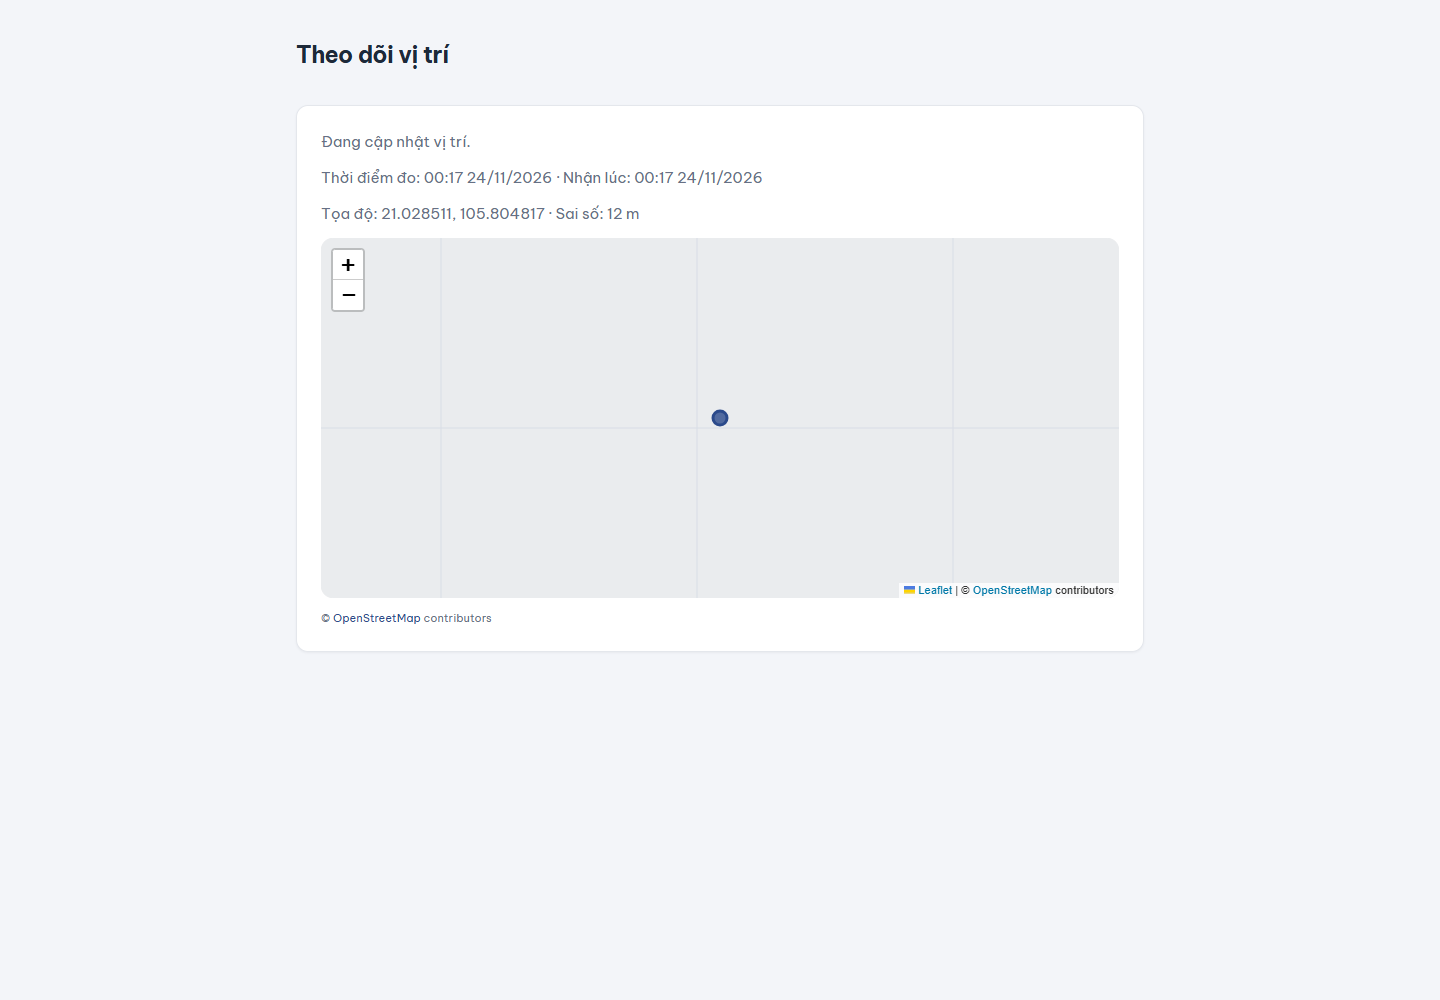 Theo dõi vị trí
Đang cập nhật vị trí.
Thời điểm đo: 00:17 24/11/2026 · Nhận lúc: 00:17 24/11/2026
Tọa độ: 21.028511, 105.804817 · Sai số: 12 m
+
−
Leaflet | © OpenStreetMap contributors
© OpenStreetMap contributors